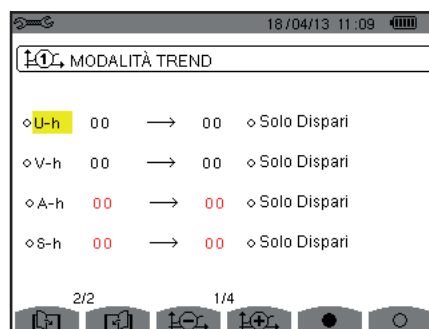 18/04/13 11:09
1 MODALITÀ TREND
U-h 00 → 00 Solo Dispari
V-h 00 → 00 Solo Dispari
A-h 00 → 00 Solo Dispari
S-h 00 → 00 Solo Dispari
2/2 1/4